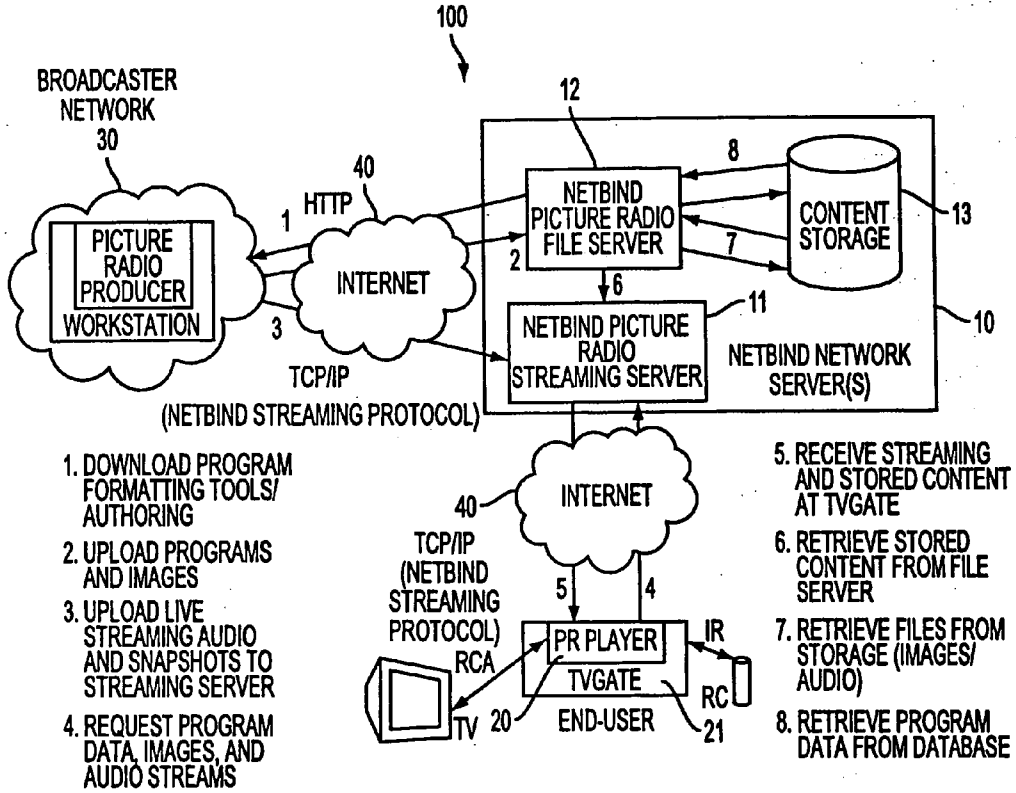 100
BROADCASTER
NETWORK
30
1
HTTP
40
12
8
NETBIND
PICTURE RADIO
FILE SERVER
CONTENT
STORAGE
13
PICTURE
RADIO
PRODUCER
WORKSTATION
INTERNET
2
7
6
3
11
NETBIND PICTURE
RADIO
STREAMING SERVER
10
NETBIND NETWORK
SERVER(S)
TCP/IP
(NETBIND STREAMING PROTOCOL)
1. DOWNLOAD PROGRAM
FORMATTING TOOLS/
AUTHORING
2. UPLOAD PROGRAMS
AND IMAGES
3. UPLOAD LIVE
STREAMING AUDIO
AND SNAPSHOTS TO
STREAMING SERVER
4. REQUEST PROGRAM
DATA, IMAGES, AND
AUDIO STREAMS
40
INTERNET
TCP/IP
(NETBIND
STREAMING
PROTOCOL)
5
4
RCA
PR PLAYER
IR
TVGATE
RC
TV
20
END-USER
21
5. RECEIVE STREAMING
AND STORED CONTENT
AT TVGATE
6. RETRIEVE STORED
CONTENT FROM FILE
SERVER
7. RETRIEVE FILES FROM
STORAGE (IMAGES/
AUDIO)
8. RETRIEVE PROGRAM
DATA FROM DATABASE